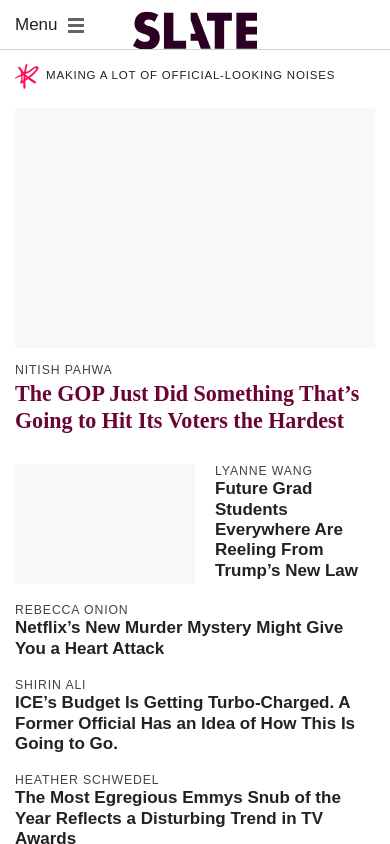 Menu
SLATE
MAKING A LOT OF OFFICIAL-LOOKING NOISES
NITISH PAHWA
The GOP Just Did Something That’s
Going to Hit Its Voters the Hardest
LYANNE WANG
Future Grad
Students
Everywhere Are
Reeling From
Trump’s New Law
REBECCA ONION
Netflix’s New Murder Mystery Might Give
You a Heart Attack
SHIRIN ALI
ICE’s Budget Is Getting Turbo-Charged. A
Former Official Has an Idea of How This Is
Going to Go.
HEATHER SCHWEDEL
The Most Egregious Emmys Snub of the
Year Reflects a Disturbing Trend in TV
Awards